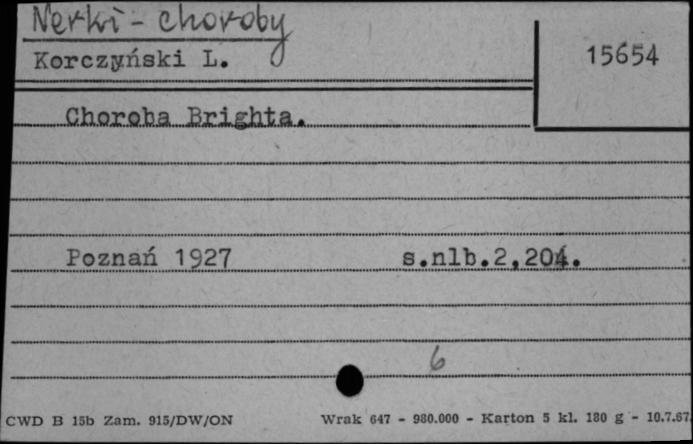 Nerki - choroby
Korczyński L.
15654
Choroba Brighta.
Poznań 1927 s.nlb.2,204.
6
CWD B 15b Zam. 915/DW/ON Wrak 647 - 980.000 - Karton 5 kl. 180 g - 10.7.67